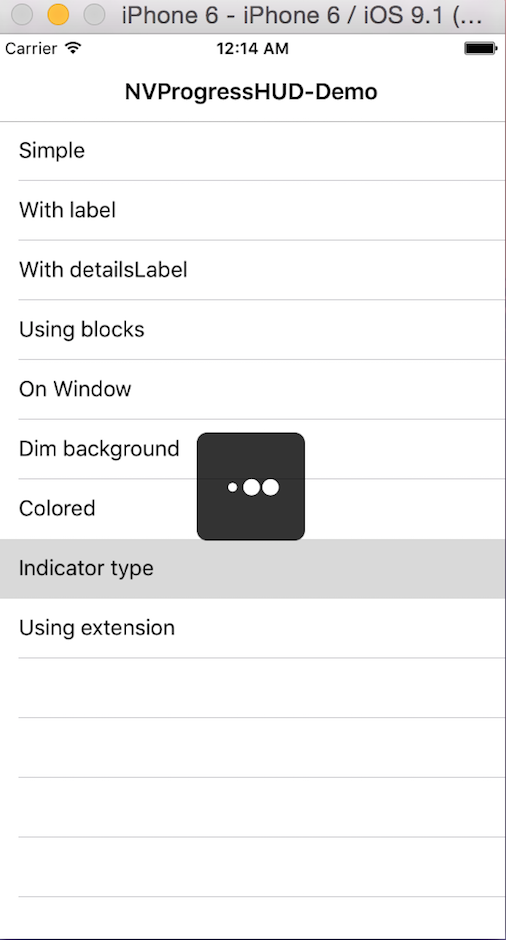 iPhone 6 - iPhone 6 / iOS 9.1 (...
Carrier 12:14 AM
NVProgressHUD-Demo
Simple
With label
With detailsLabel
Using blocks
On Window
Dim background
Colored
Indicator type
Using extension